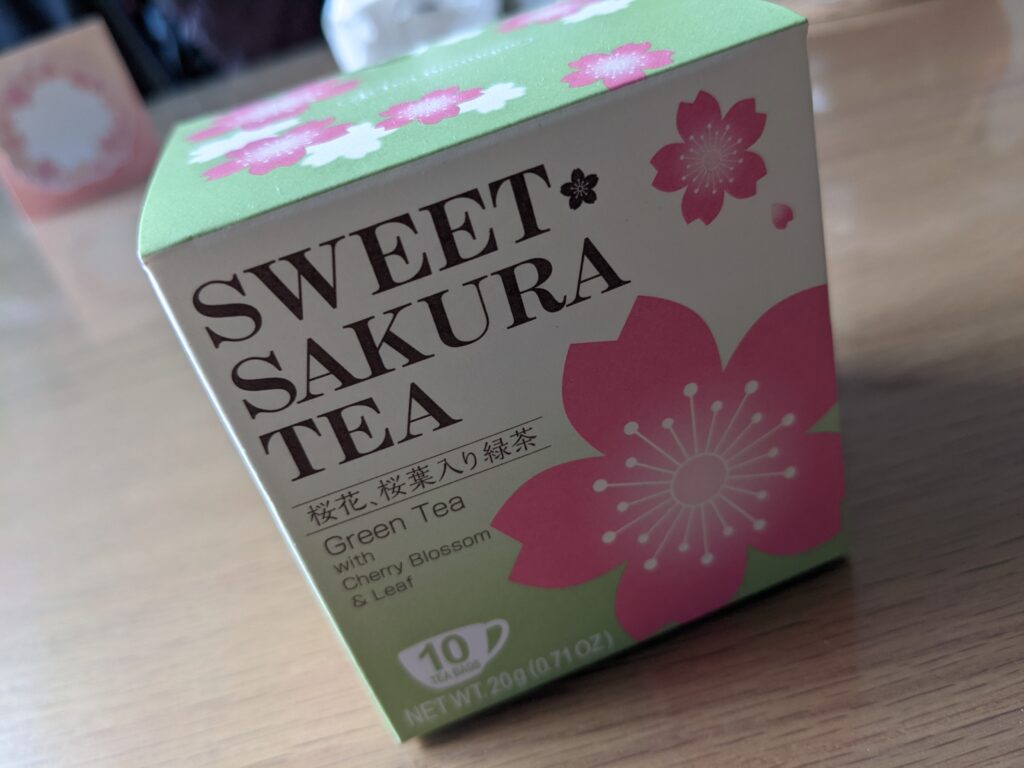 SWEET
SAKURA
TEA
桜花、桜葉入り緑茶
Green Tea
with
Cherry Blossom
& Leaf
10
TEA BAGS
NET WT. 20g (0.71 OZ)